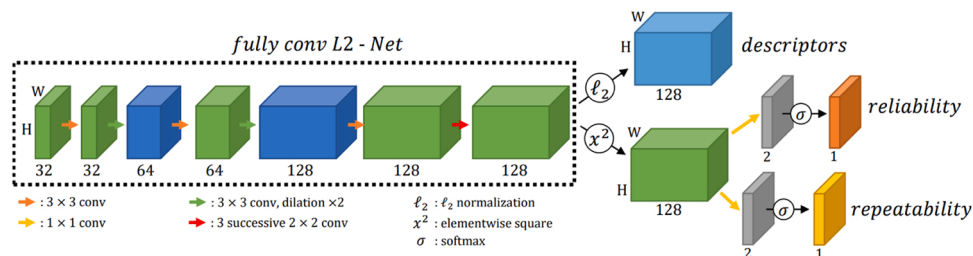 fully conv L2 - Net
W
H
32
32
64
64
128
128
128
ℓ2
x²
W
H
128
descriptors
W
H
128
2
σ
1
reliability
2
σ
1
repeatability
: 3 × 3 conv
: 1 × 1 conv
: 3 × 3 conv, dilation ×2
: 3 successive 2 × 2 conv
ℓ2 : ℓ2 normalization
x² : elementwise square
σ : softmax